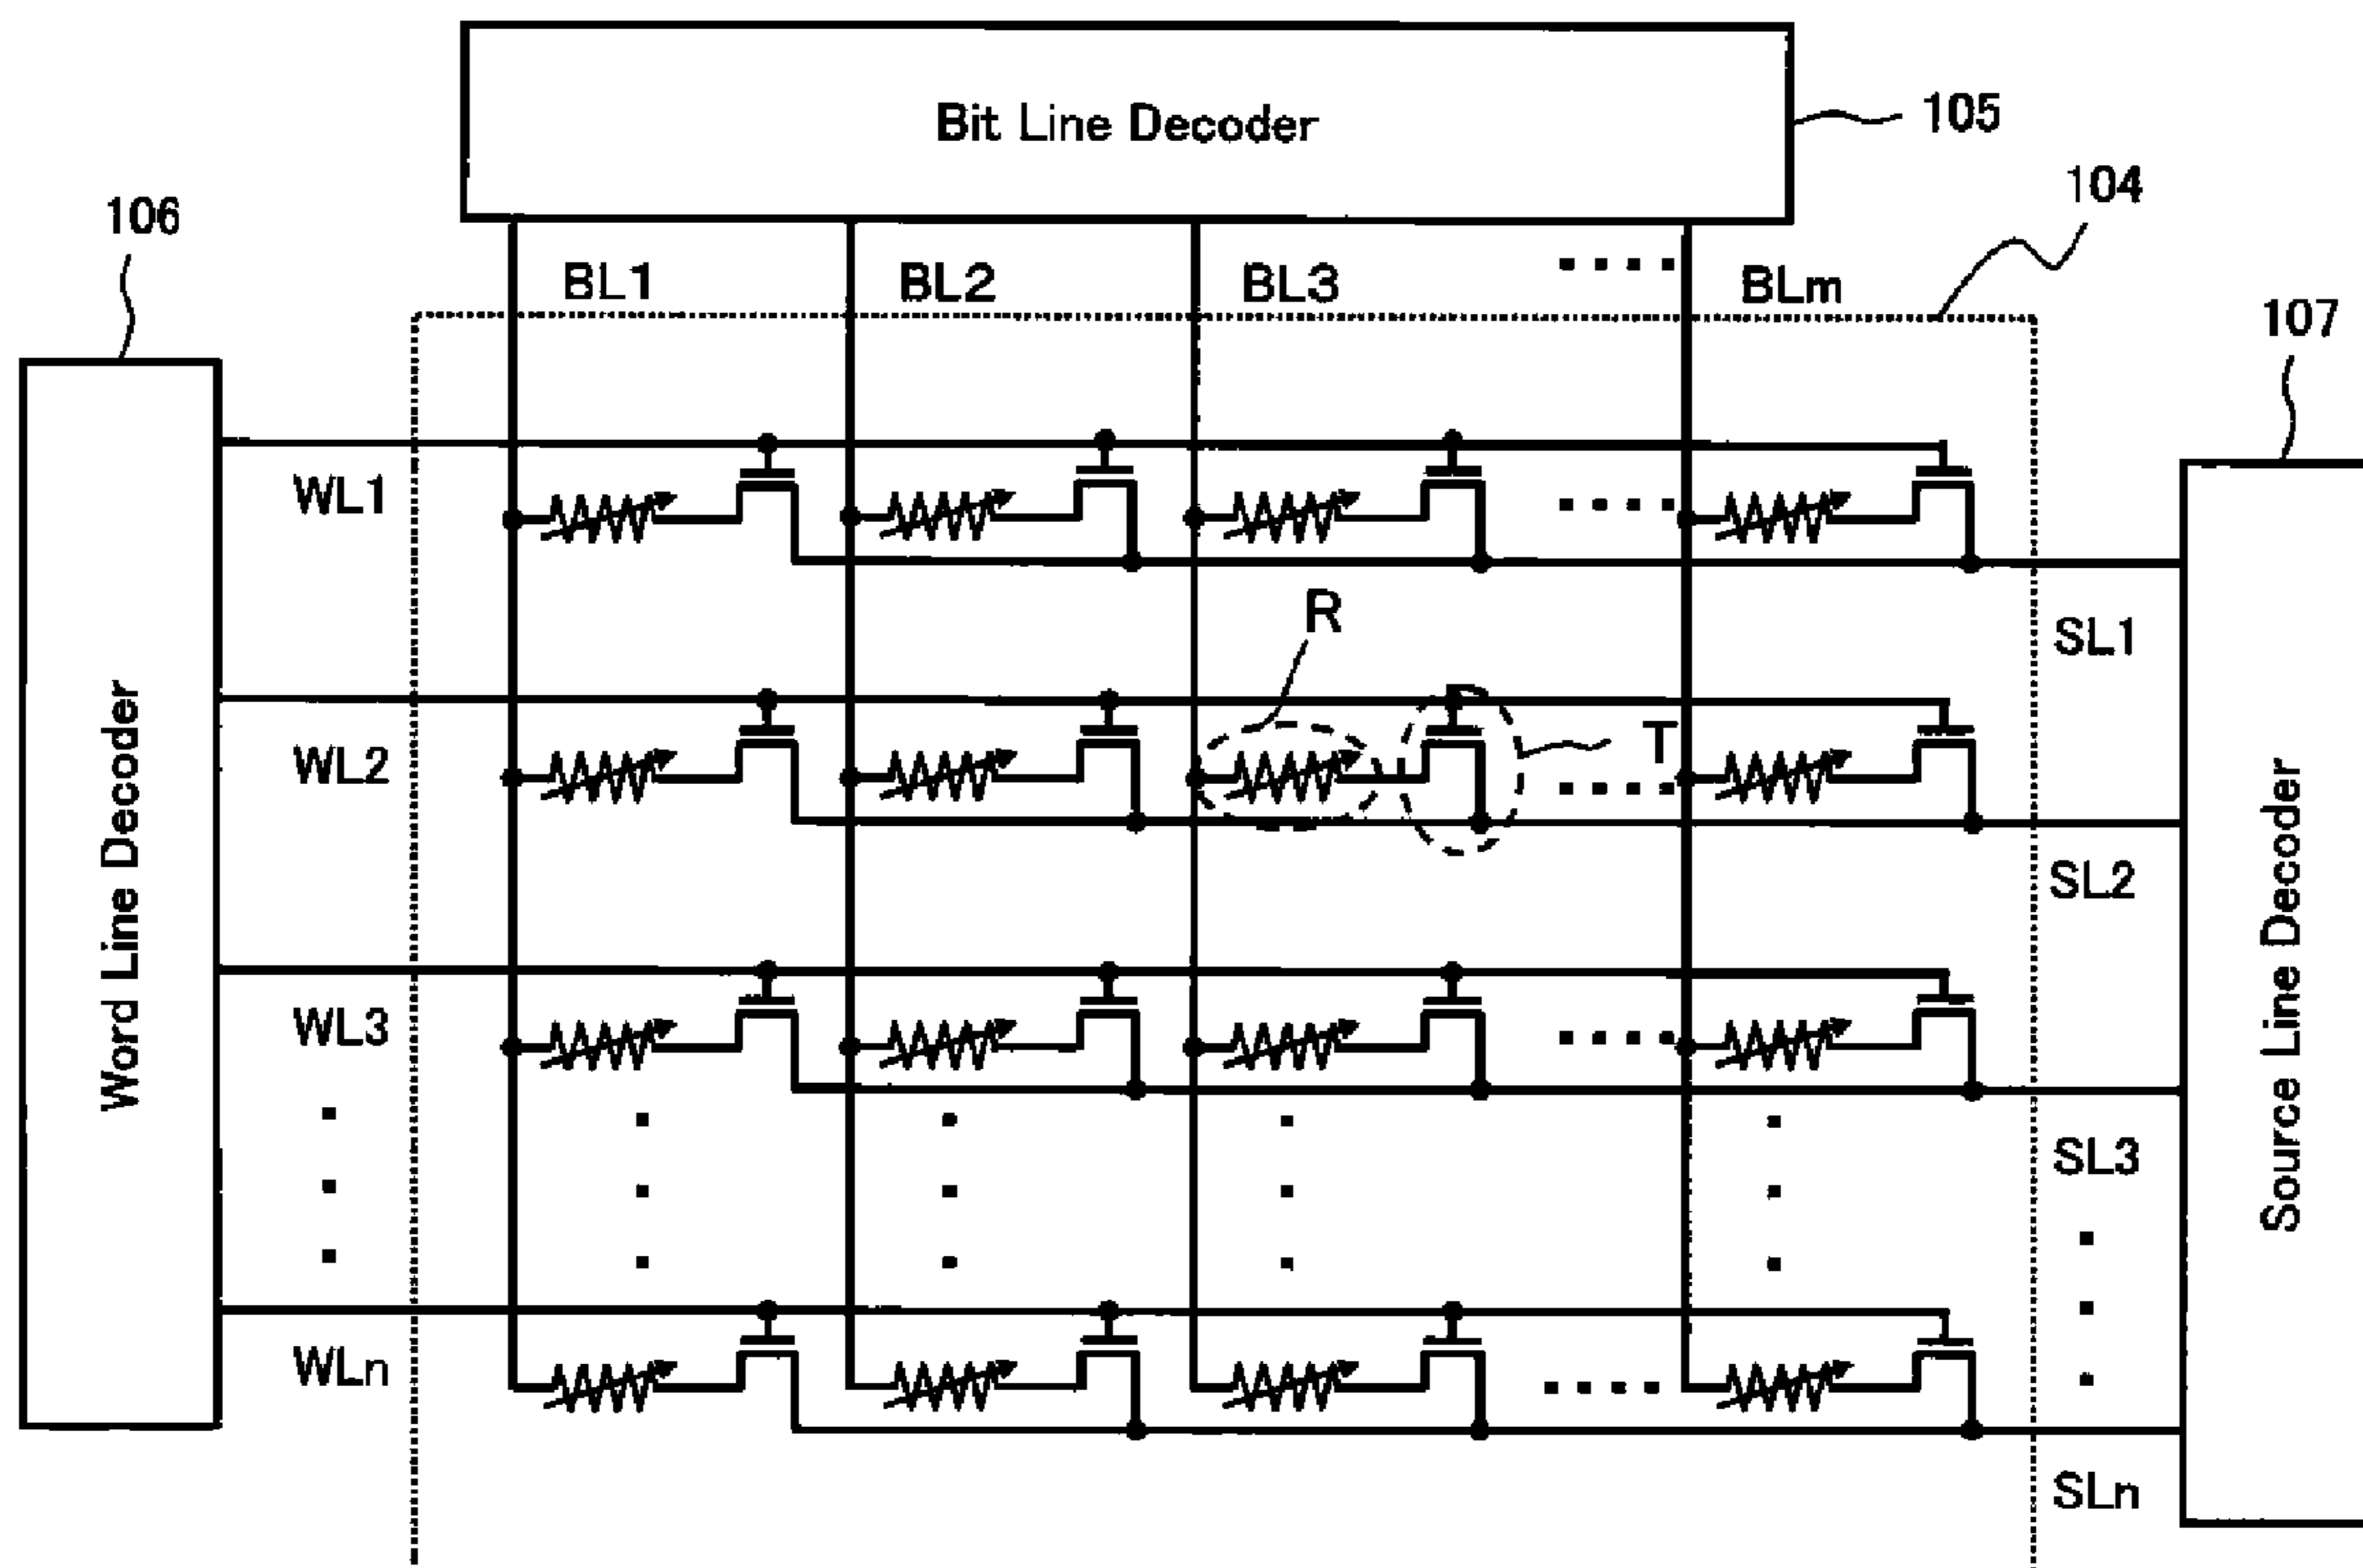 Bit Line Decoder
105
104
106
BL1 BL2 BL3 BLm
107
WL1
SL1
R
T
WL2
SL2
Word Line Decoder
Source Line Decoder
WL3
SL3
WLn
SLn